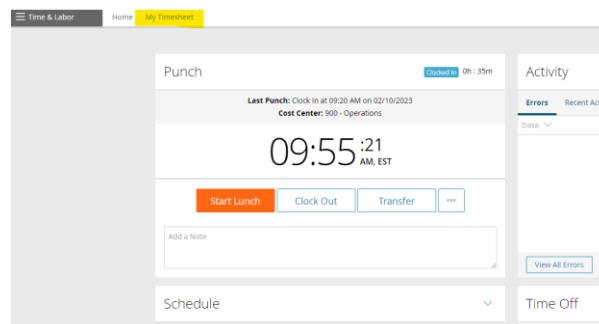 Time & Labor Home My Timesheet
Punch Clocked In 0h : 35m
Last Punch: Clock In at 09:20 AM on 02/10/2023
Cost Center: 900 - Operations
09:55 :21
AM, EST
Start Lunch Clock Out Transfer ...
Add a Note
Schedule
Activity
Errors Recent Ac
Date
View All Errors
Time Off